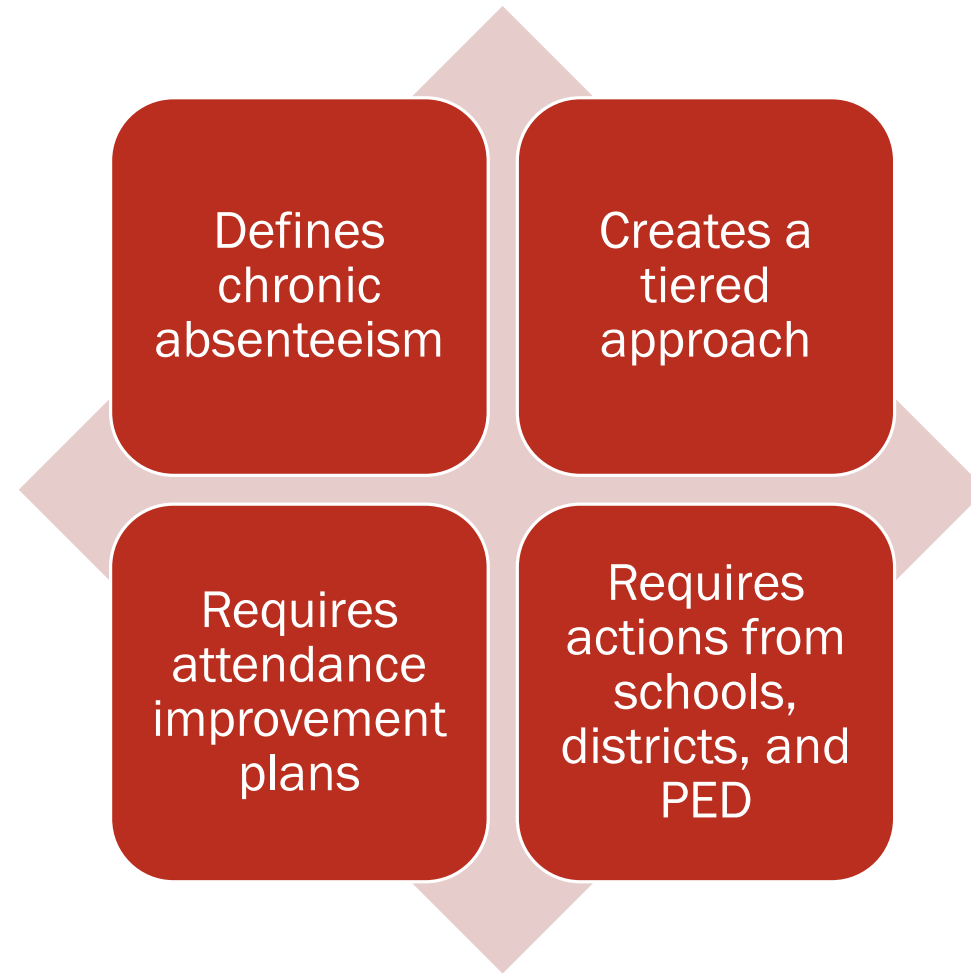 Defines
chronic
absenteeism
Creates a
tiered
approach
Requires
attendance
improvement
plans
Requires
actions from
schools,
districts, and
PED